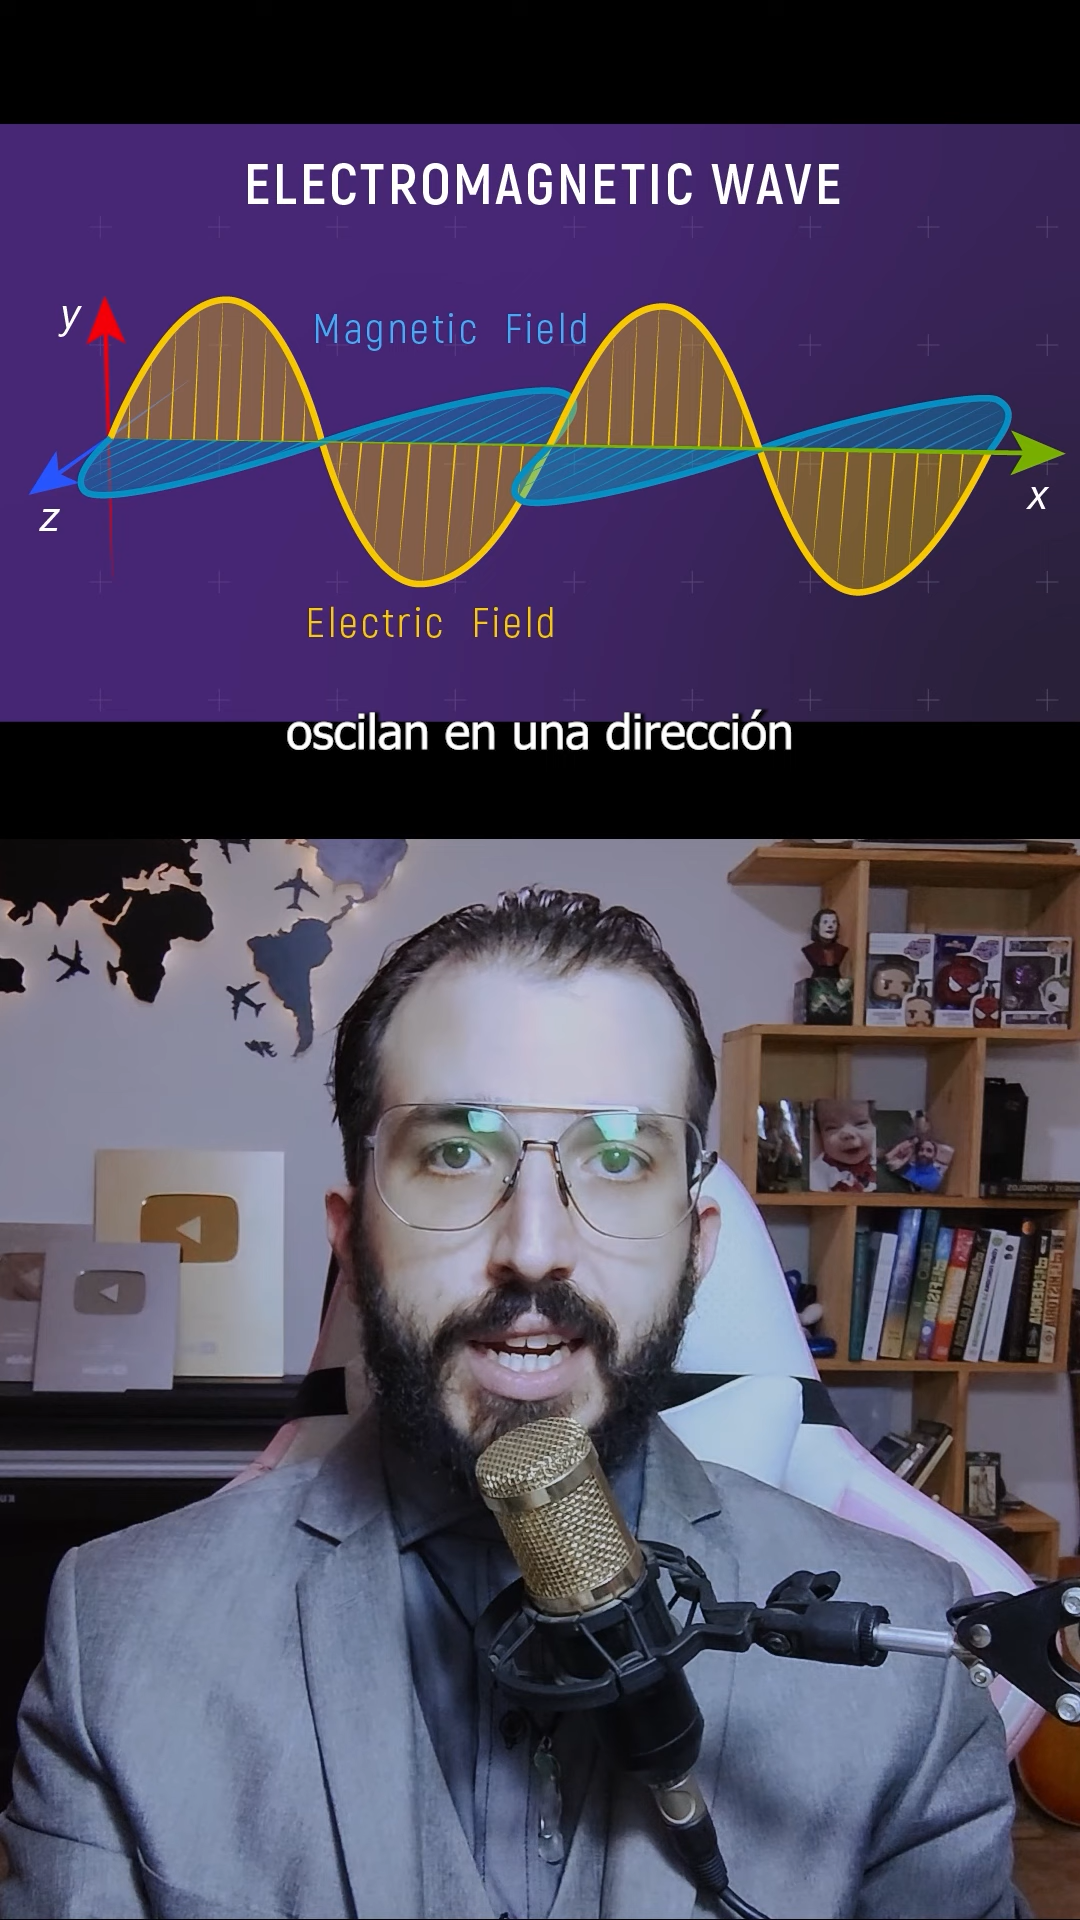 ELECTROMAGNETIC WAVE
y
Magnetic Field
z
x
Electric Field
oscilan en una dirección